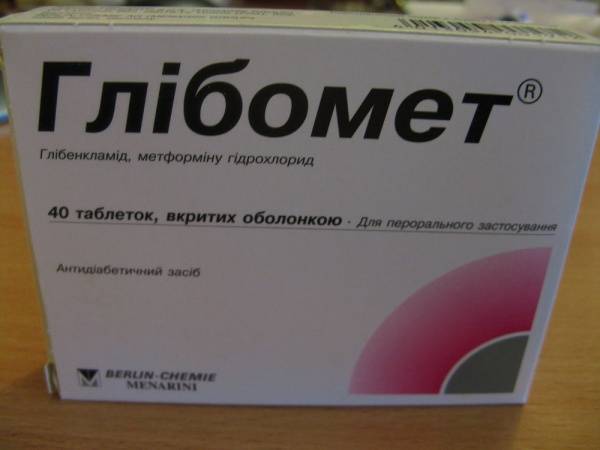 Глібомет®
Глібенкламід, метформіну гідрохлорид
40 таблеток, вкритих оболонкою · Для перорального застосування
Антидіабетичний засіб
BERLIN-CHEMIE
MENARINI